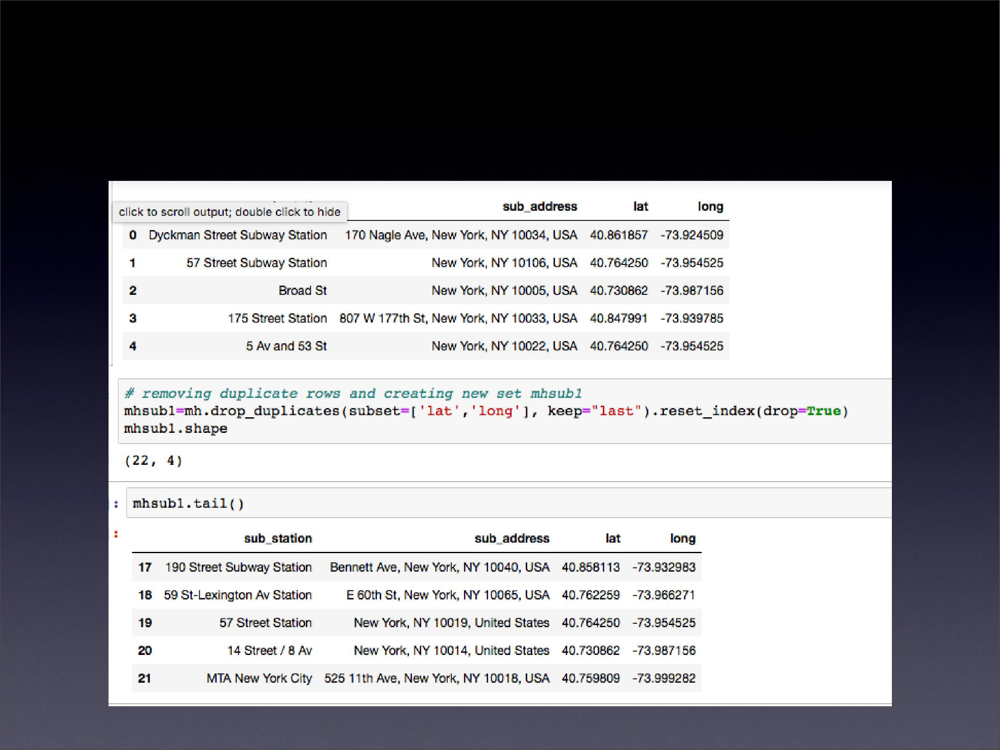 sub_address lat long
click to scroll output; double click to hide
0 Dyckman Street Subway Station 170 Nagle Ave, New York, NY 10034, USA 40.861857 -73.924509
1 57 Street Subway Station New York, NY 10106, USA 40.764250 -73.954525
2 Broad St New York, NY 10005, USA 40.730862 -73.987156
3 175 Street Station 807 W 177th St, New York, NY 10033, USA 40.847991 -73.939785
4 5 Av and 53 St New York, NY 10022, USA 40.764250 -73.954525
# removing duplicate rows and creating new set mhsub1
mhsub1=mh.drop_duplicates(subset=['lat','long'], keep="last").reset_index(drop=True)
mhsub1.shape
(22, 4)
]: mhsub1.tail()
]:
sub_station sub_address lat long
17 190 Street Subway Station Bennett Ave, New York, NY 10040, USA 40.858113 -73.932983
18 59 St-Lexington Av Station E 60th St, New York, NY 10065, USA 40.762259 -73.966271
19 57 Street Station New York, NY 10019, United States 40.764250 -73.954525
20 14 Street / 8 Av New York, NY 10014, United States 40.730862 -73.987156
21 MTA New York City 525 11th Ave, New York, NY 10018, USA 40.759809 -73.999282